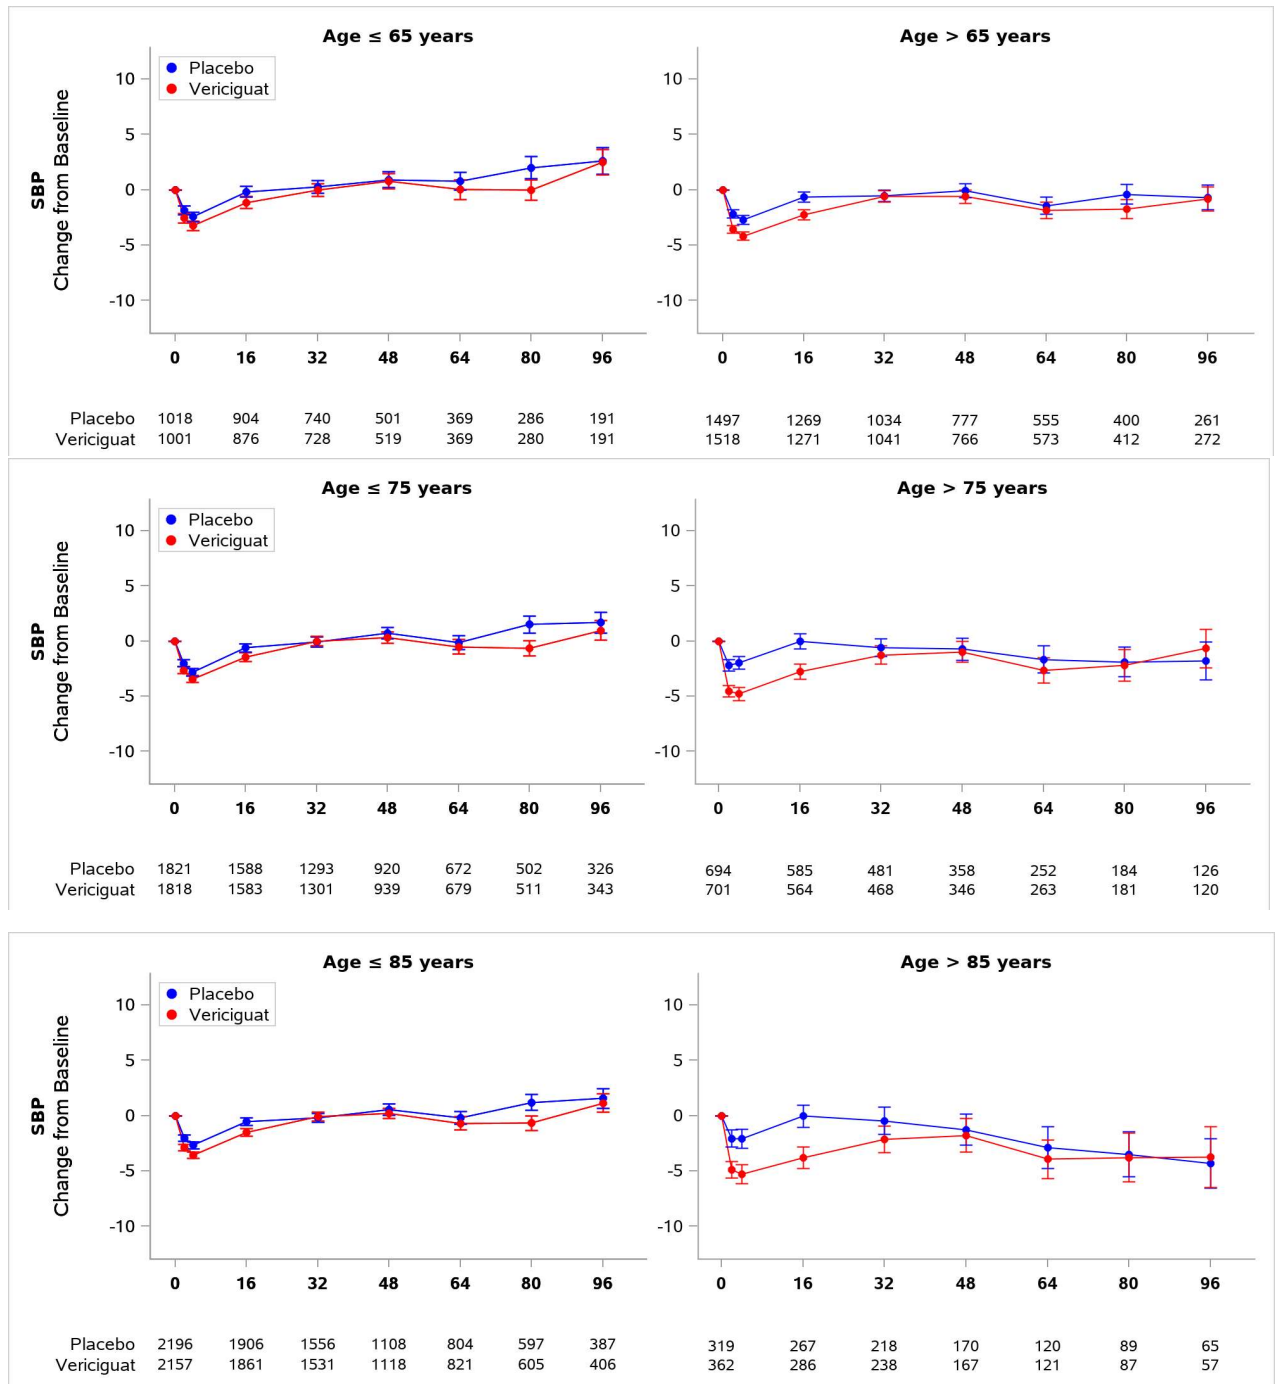 Age ≤ 65 years
Age > 65 years
Placebo
Vericiguat
SBP
Change from Baseline
10
5
0
-5
-10
10
5
0
-5
-10
0 16 32 48 64 80 96
0 16 32 48 64 80 96
Placebo 1018 904 740 501 369 286 191
Vericiguat 1001 876 728 519 369 280 191
1497 1269 1034 777 555 400 261
1518 1271 1041 766 573 412 272
Age ≤ 75 years
Age > 75 years
Placebo
Vericiguat
SBP
Change from Baseline
10
5
0
-5
-10
10
5
0
-5
-10
0 16 32 48 64 80 96
0 16 32 48 64 80 96
Placebo 1821 1588 1293 920 672 502 326
Vericiguat 1818 1583 1301 939 679 511 343
694 585 481 358 252 184 126
701 564 468 346 263 181 120
Age ≤ 85 years
Age > 85 years
Placebo
Vericiguat
SBP
Change from Baseline
10
5
0
-5
-10
10
5
0
-5
-10
0 16 32 48 64 80 96
0 16 32 48 64 80 96
Placebo 2196 1906 1556 1108 804 597 387
Vericiguat 2157 1861 1531 1118 821 605 406
319 267 218 170 120 89 65
362 286 238 167 121 87 57